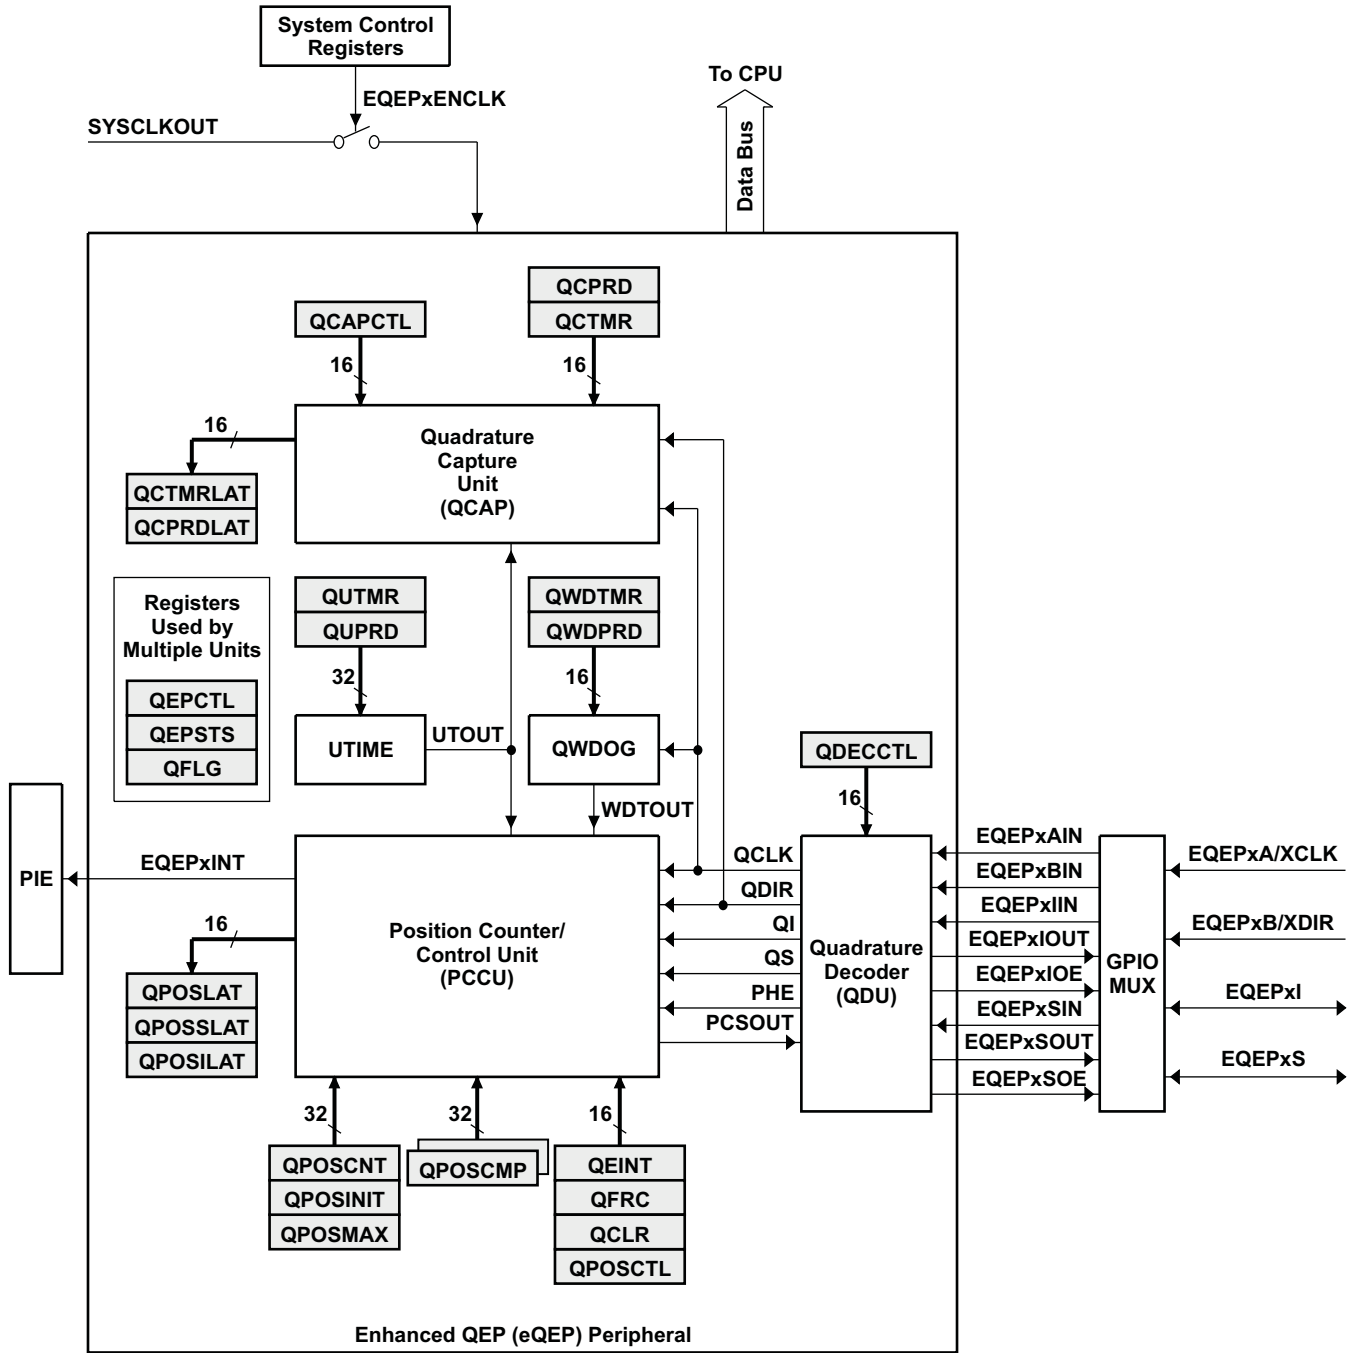 System Control
Registers
To CPU
EQEPxENCLK
SYSCLKOUT
Data Bus
QCPRD
QCAPCTL
QCTMR
16
16
16
Quadrature
Capture
Unit
(QCAP)
QCTMRLAT
QCPRDLAT
Registers
Used by
Multiple Units
QEPCTL
QEPSTS
QFLG
QUTMR
QUPRD
QWDTMR
QWDPRD
32
16
UTIME
UTOUT
QWDOG
QDECCTL
WDTOUT
16
PIE
EQEPxINT
16
Position Counter/
Control Unit
(PCCU)
QCLK
QDIR
QI
QS
PHE
PCSOUT
Quadrature
Decoder
(QDU)
EQEPxAIN
EQEPxBIN
EQEPxIIN
EQEPxIOUT
EQEPxIOE
EQEPxSIN
EQEPxSOUT
EQEPxSOE
GPIO
MUX
EQEPxA/XCLK
EQEPxB/XDIR
EQEPxI
EQEPxS
QPOSLAT
QPOSSLAT
QPOSILAT
32
32
16
QPOSCNT
QPOSINIT
QPOSMAX
QPOSCMP
QEINT
QFRC
QCLR
QPOSCTL
Enhanced QEP (eQEP) Peripheral